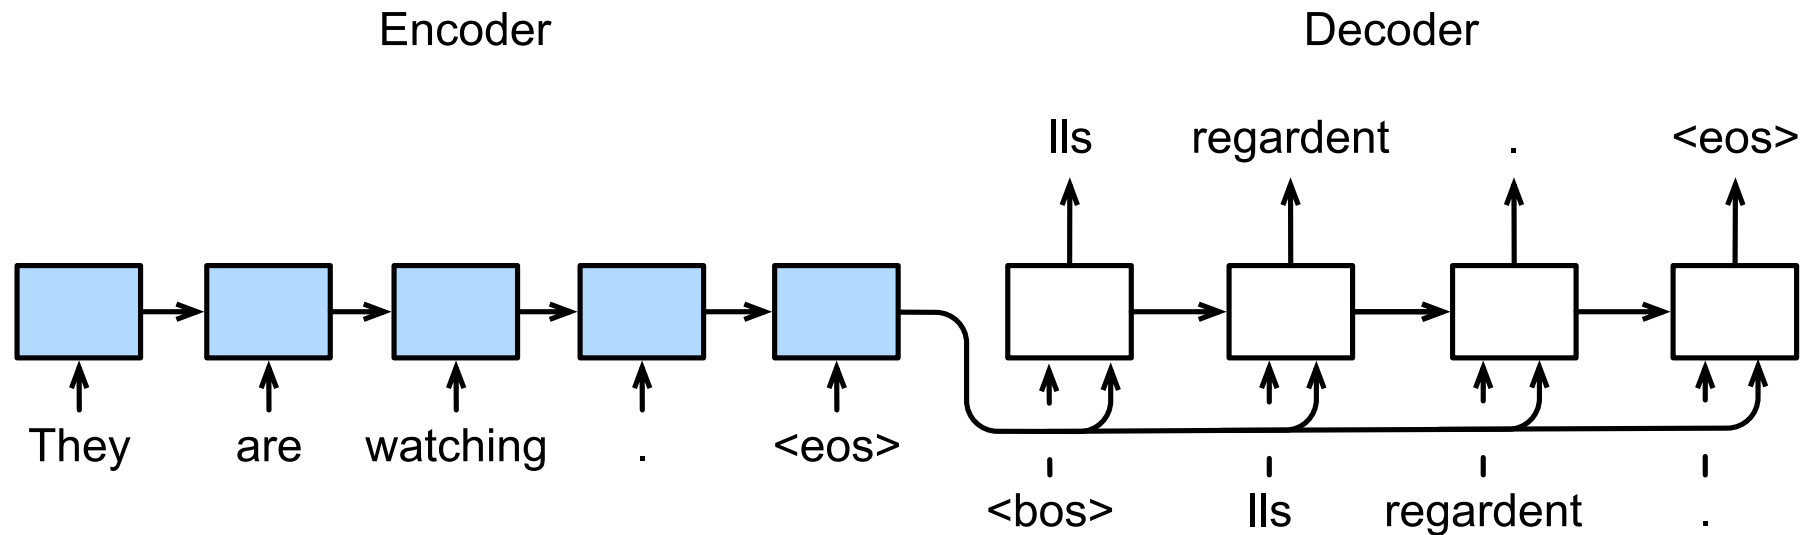 Encoder Decoder
Ils regardent . <eos>
They are watching . <eos>
<bos> Ils regardent .